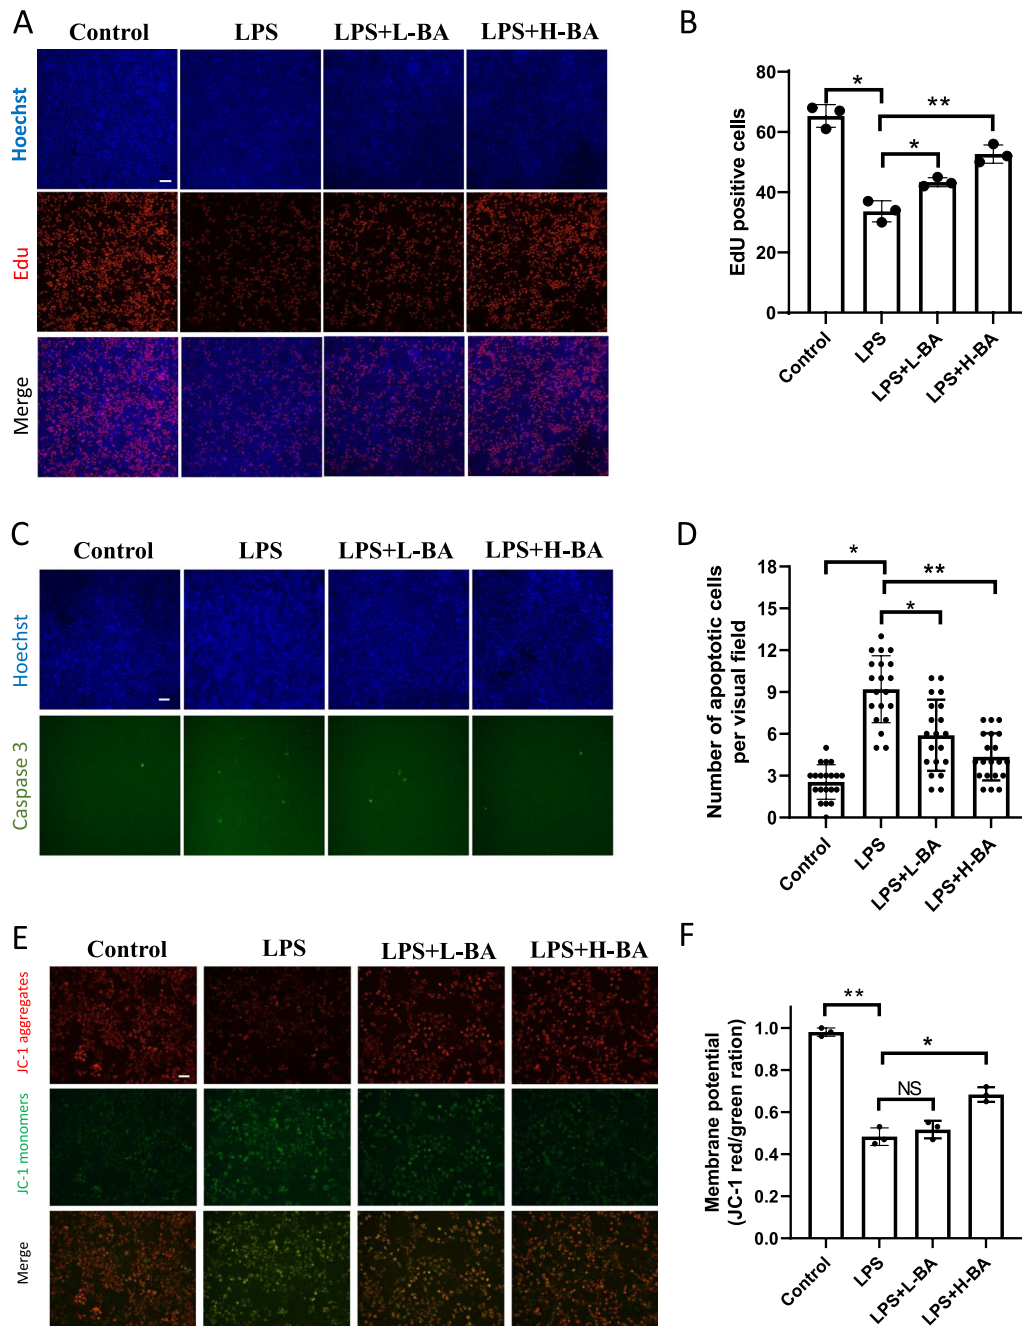 A
Control
LPS
LPS+L-BA
LPS+H-BA
Hoechst
Edu
Merge
B
EdU positive cells
80
60
40
20
0
*
**
*
Control
LPS
LPS+L-BA
LPS+H-BA
C
Control
LPS
LPS+L-BA
LPS+H-BA
Hoechst
Caspase 3
D
Number of apoptotic cells
per visual field
18
15
12
9
6
3
0
*
**
*
Control
LPS
LPS+L-BA
LPS+H-BA
E
Control
LPS
LPS+L-BA
LPS+H-BA
JC-1 aggregates
JC-1 monomers
Merge
F
Membrane potential
(JC-1 red/green ration)
1.0
0.8
0.6
0.4
0.2
0.0
**
*
NS
Control
LPS
LPS+L-BA
LPS+H-BA